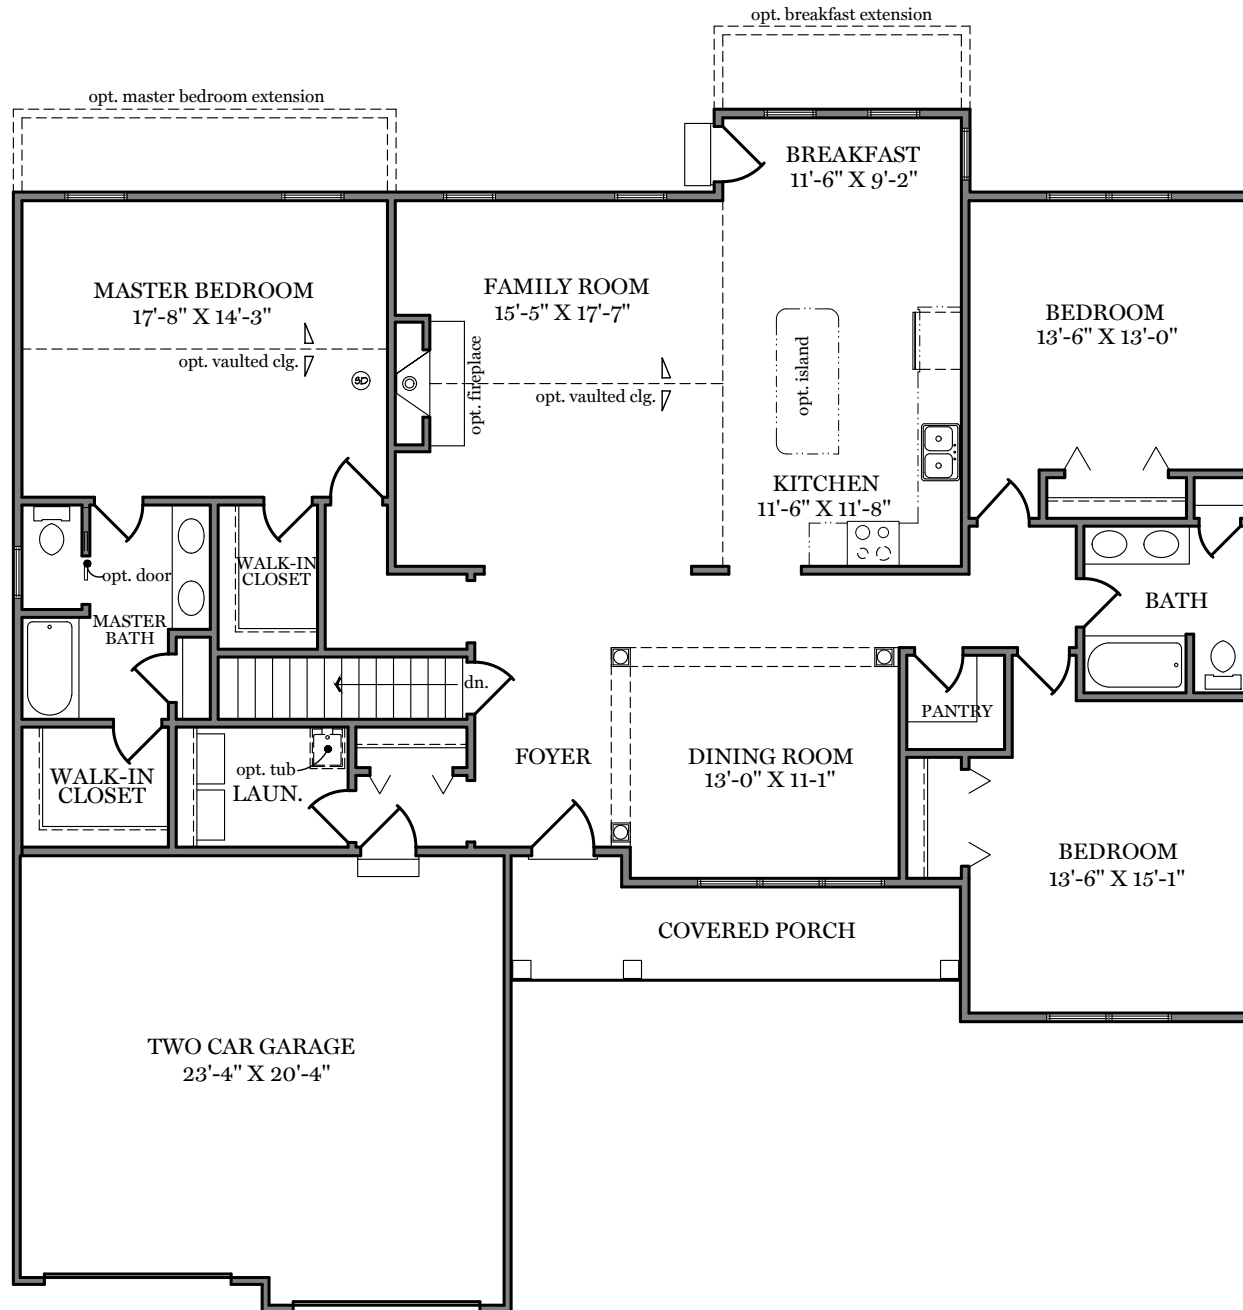 opt. breakfast extension
opt. master bedroom extension
BREAKFAST
11'-6" X 9'-2"
MASTER BEDROOM
17'-8" X 14'-3"
opt. vaulted clg.
SD
FAMILY ROOM
15'-5" X 17'-7"
opt. fireplace
opt. vaulted clg.
opt. island
BEDROOM
13'-6" X 13'-0"
KITCHEN
11'-6" X 11'-8"
opt. door
WALK-IN
CLOSET
MASTER
BATH
BATH
dn.
PANTRY
WALK-IN
CLOSET
opt. tub
LAUN.
FOYER
DINING ROOM
13'-0" X 11-1"
BEDROOM
13'-6" X 15'-1"
COVERED PORCH
TWO CAR GARAGE
23'-4" X 20'-4"